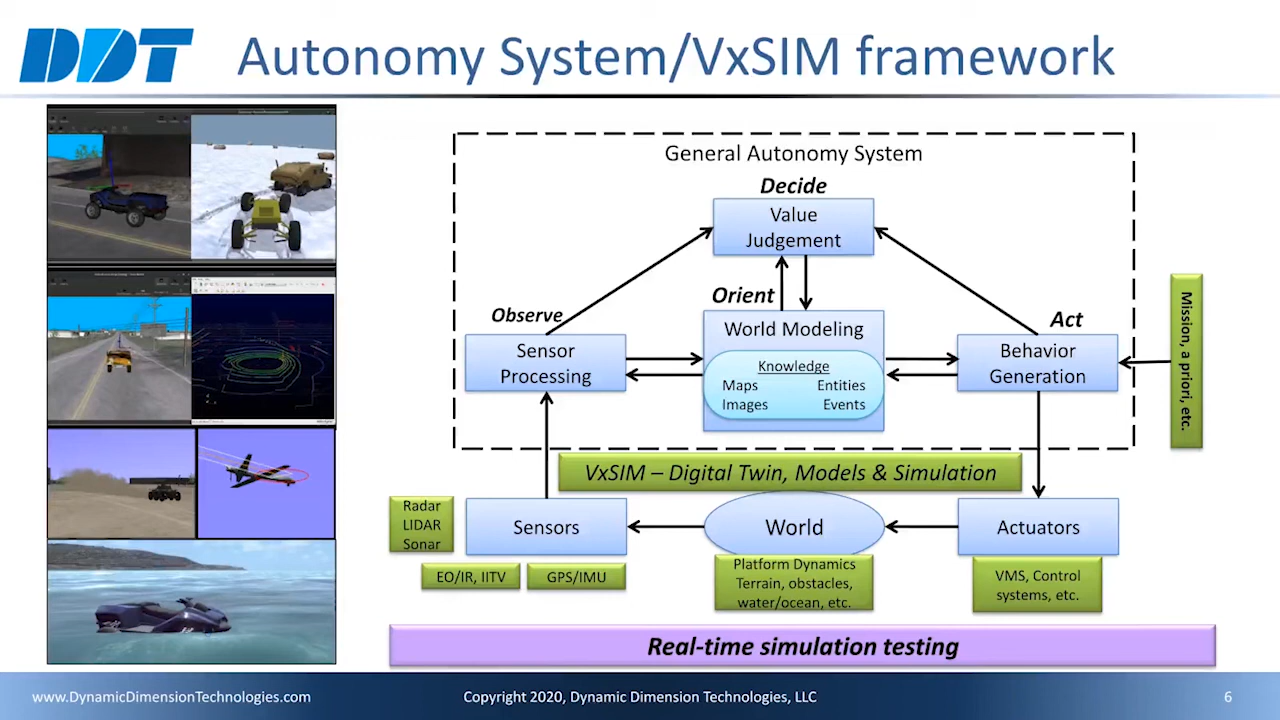 DDT
Autonomy System/VxSIM framework
General Autonomy System
Decide
Value
Judgement
Orient
Observe
World Modeling
Act
Sensor
Processing
Knowledge
Maps Entities
Images Events
Behavior
Generation
Mission, a priori, etc.
VxSIM – Digital Twin, Models & Simulation
Radar
LIDAR
Sonar
Sensors
World
Actuators
EO/IR, IITV
GPS/IMU
Platform Dynamics
Terrain, obstacles,
water/ocean, etc.
VMS, Control
systems, etc.
Real-time simulation testing
www.DynamicDimensionTechnologies.com
Copyright 2020, Dynamic Dimension Technologies, LLC
6